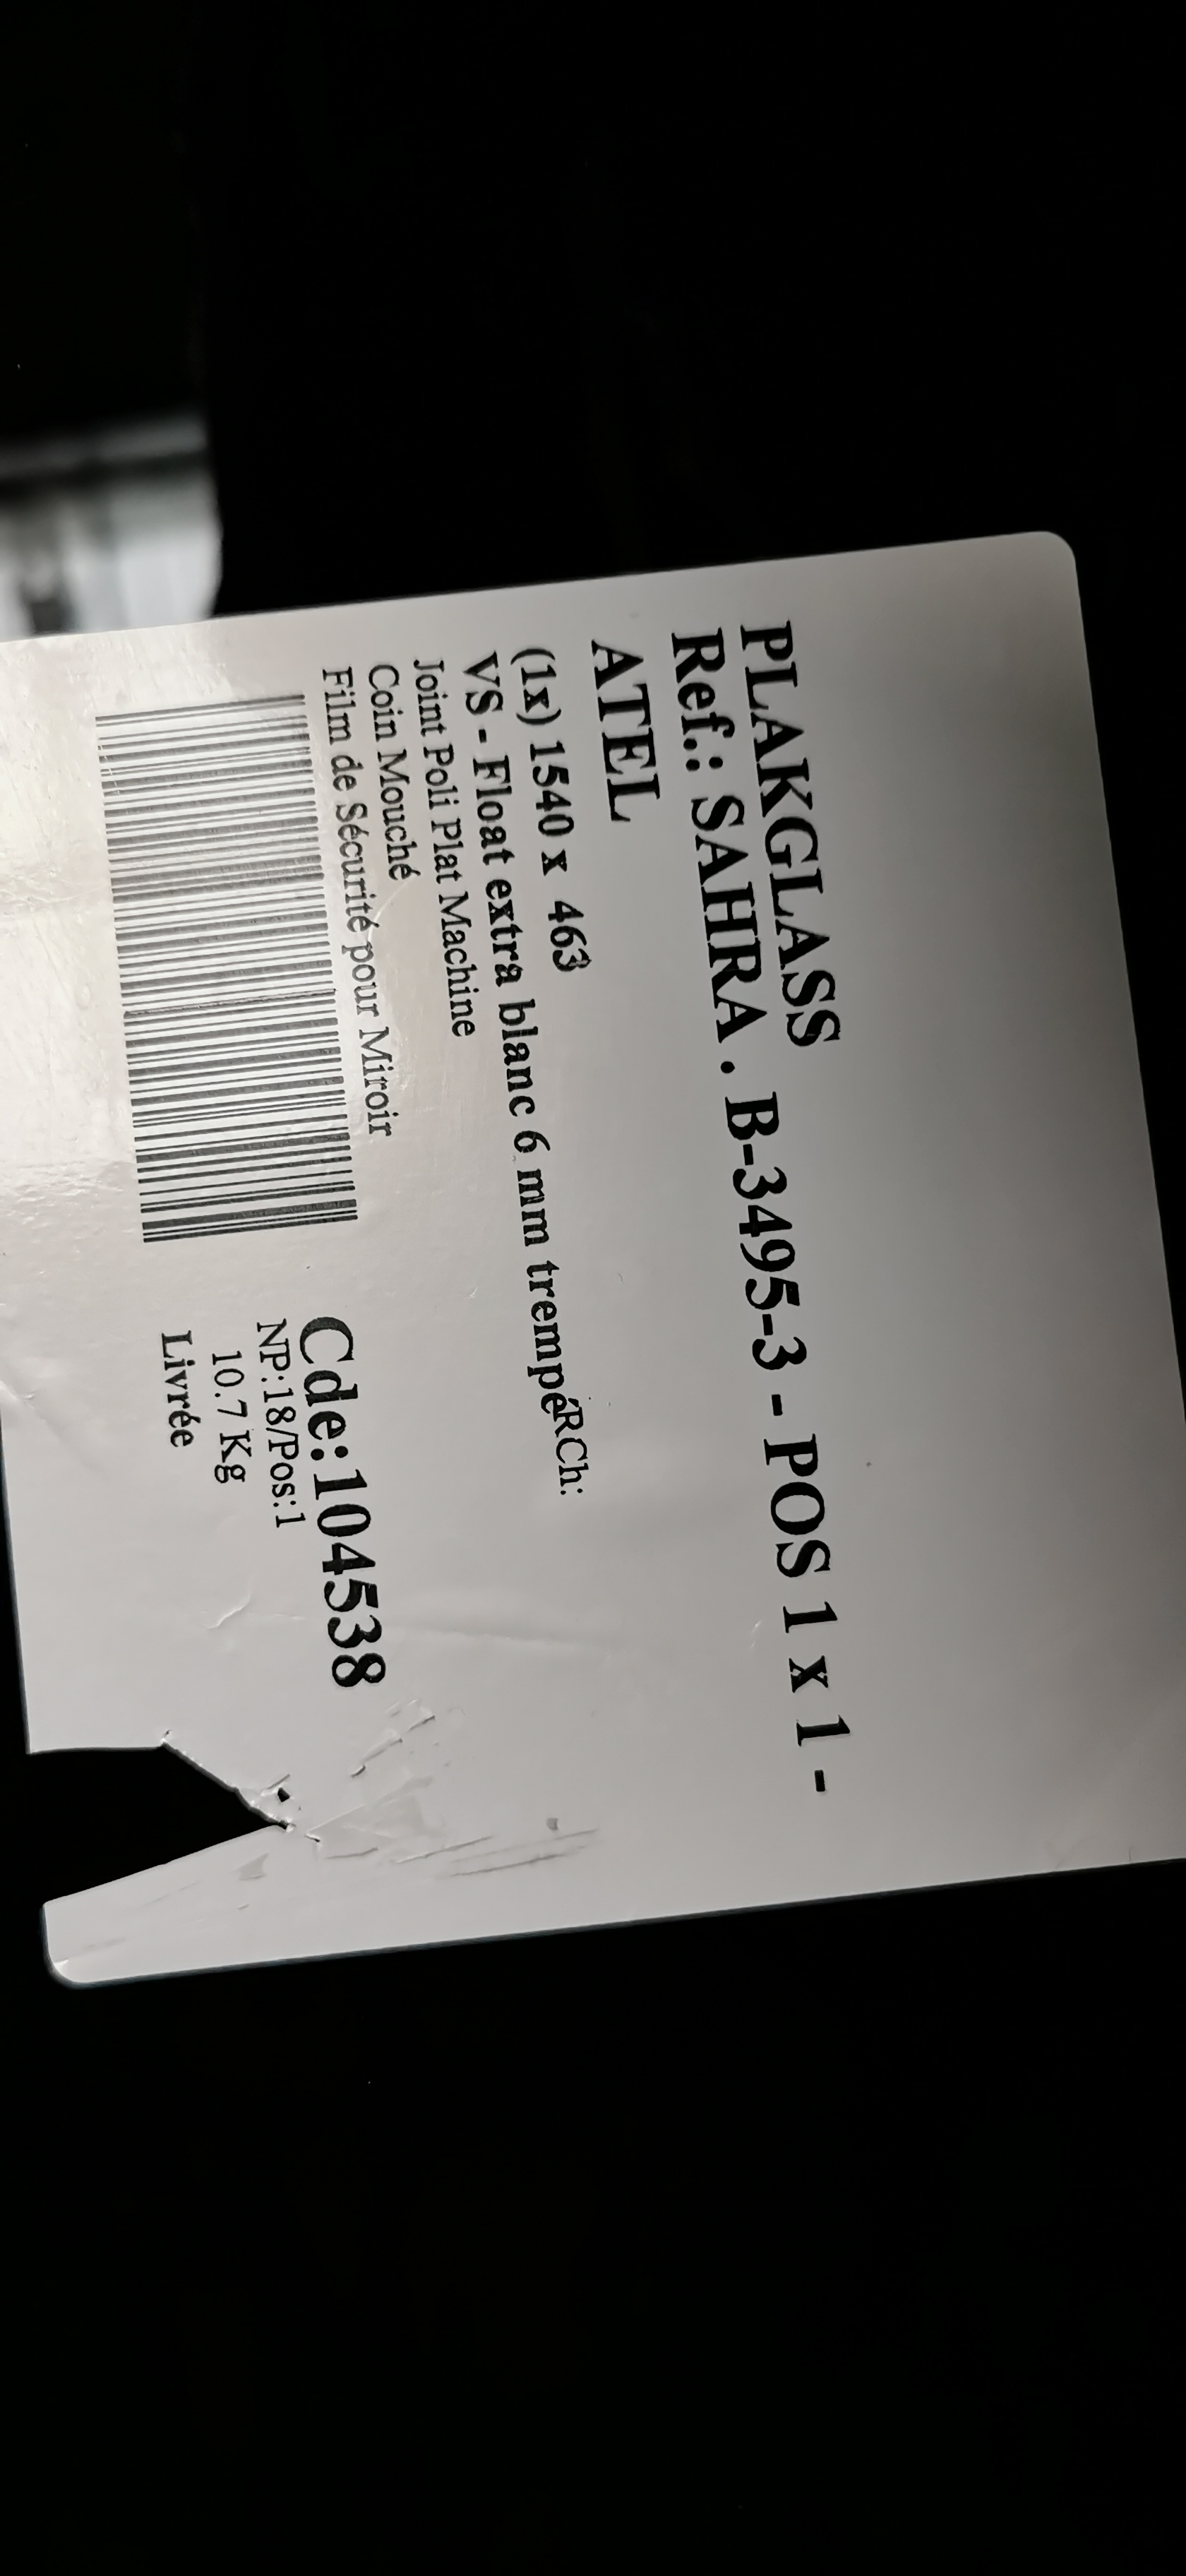 PLAKGLASS
Ref.: SAHRA . B-3495-3 - POS 1 x 1 -
ATEL
(1x) 1540 x 463
VS - Float extra blanc 6 mm trempé RCh:
Joint Poli Plat Machine
Coin Mouché
Film de Sécurité pour Miroir
Cde:104538
NP:18/Pos:1
10.7 Kg
Livrée